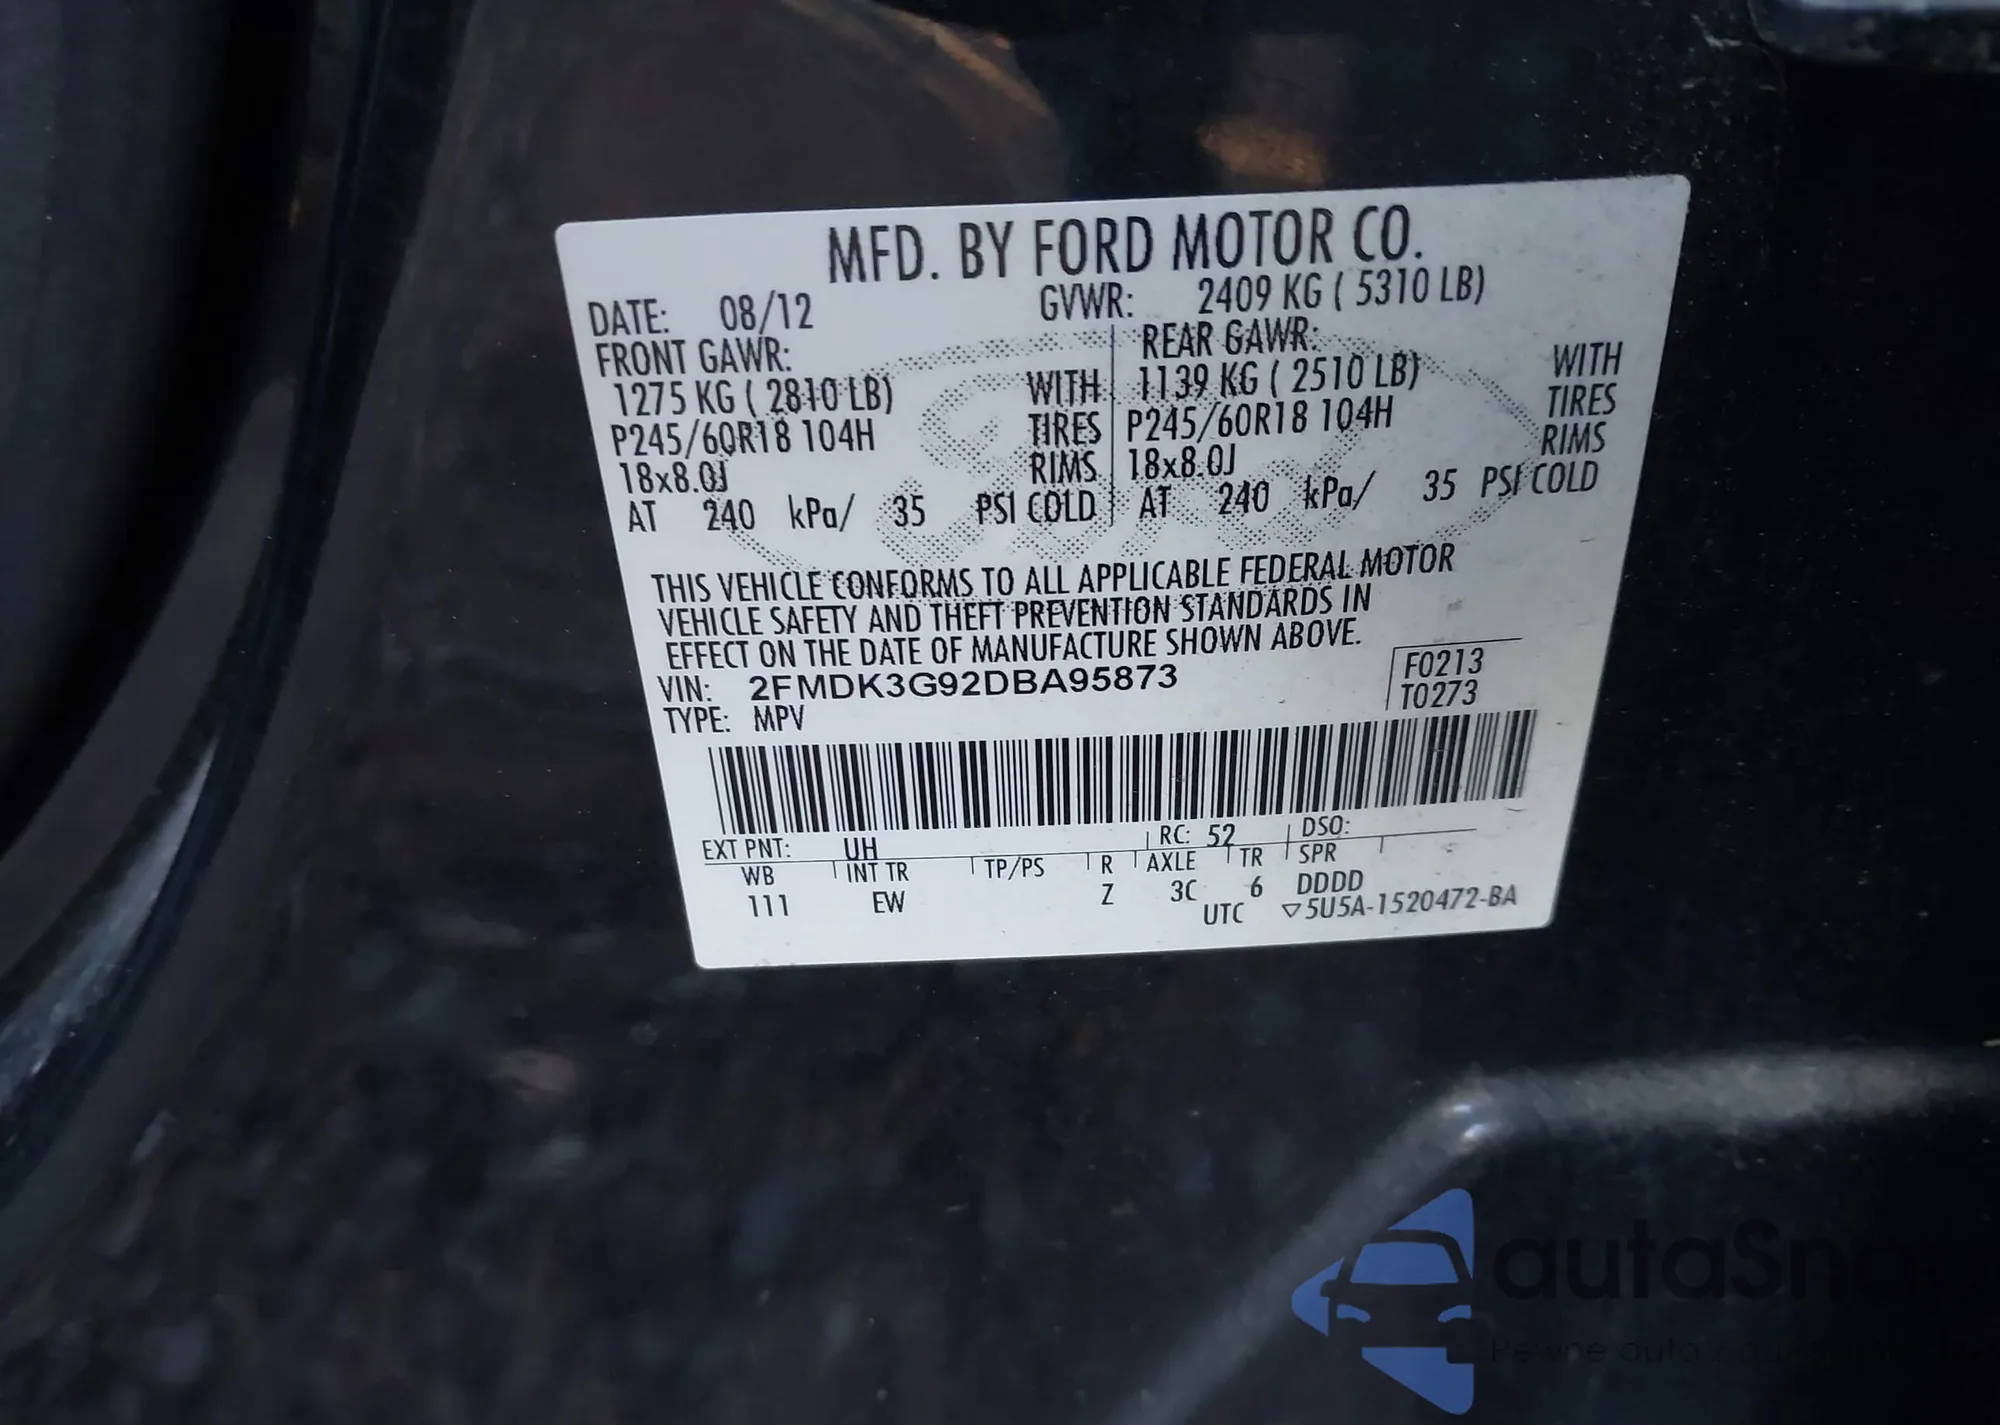 MFD. BY FORD MOTOR CO.
DATE: 08/12 GVWR: 2409 KG ( 5310 LB)
FRONT GAWR: REAR GAWR:
1275 KG ( 2810 LB) WITH 1139 KG ( 2510 LB) WITH
P245/60R18 104H TIRES P245/60R18 104H TIRES
18x8.0J RIMS 18x8.0J RIMS
AT 240 kPa/ 35 PSI COLD AT 240 kPa/ 35 PSI COLD
THIS VEHICLE CONFORMS TO ALL APPLICABLE FEDERAL MOTOR
VEHICLE SAFETY AND THEFT PREVENTION STANDARDS IN
EFFECT ON THE DATE OF MANUFACTURE SHOWN ABOVE.
VIN: 2FMDK3G92DBA95873 F0213
TYPE: MPV T0273
EXT PNT: UH RC: 52 DSO:
WB INT TR TP/PS R AXLE TR SPR
111 EW Z 3C 6 DDDD
UTC ▽5U5A-1520472-BA
auta
Pewne auto